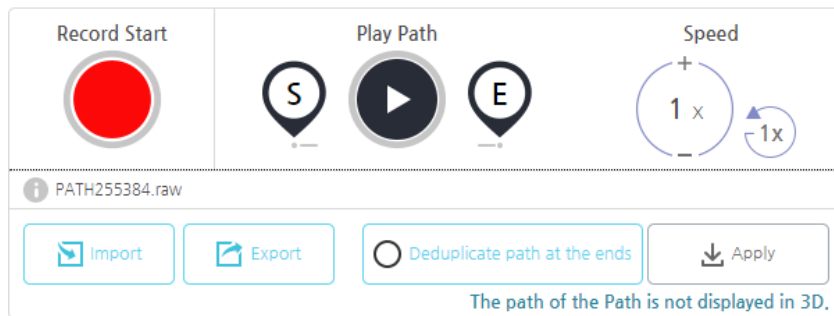 Record Start
Play Path
Speed
S
E
+
1 x
−
1x
i PATH255384.raw
Import
Export
Deduplicate path at the ends
Apply
The path of the Path is not displayed in 3D.